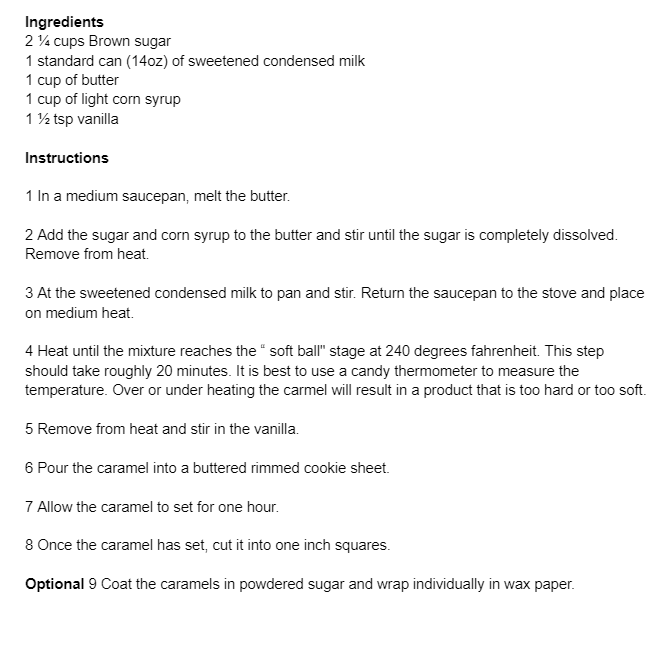 Ingredients
2 ¼ cups Brown sugar
1 standard can (14oz) of sweetened condensed milk
1 cup of butter
1 cup of light corn syrup
1 ½ tsp vanilla
Instructions
1 In a medium saucepan, melt the butter.
2 Add the sugar and corn syrup to the butter and stir until the sugar is completely dissolved.
Remove from heat.
3 At the sweetened condensed milk to pan and stir. Return the saucepan to the stove and place
on medium heat.
4 Heat until the mixture reaches the “ soft ball" stage at 240 degrees fahrenheit. This step
should take roughly 20 minutes. It is best to use a candy thermometer to measure the
temperature. Over or under heating the carmel will result in a product that is too hard or too soft.
5 Remove from heat and stir in the vanilla.
6 Pour the caramel into a buttered rimmed cookie sheet.
7 Allow the caramel to set for one hour.
8 Once the caramel has set, cut it into one inch squares.
Optional 9 Coat the caramels in powdered sugar and wrap individually in wax paper.